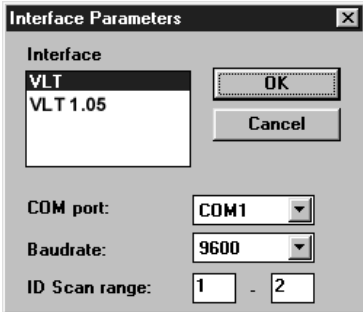 Interface Parameters
Interface
VLT
VLT 1.05
OK
Cancel
COM port: COM1
Baudrate: 9600
ID Scan range: 1 - 2